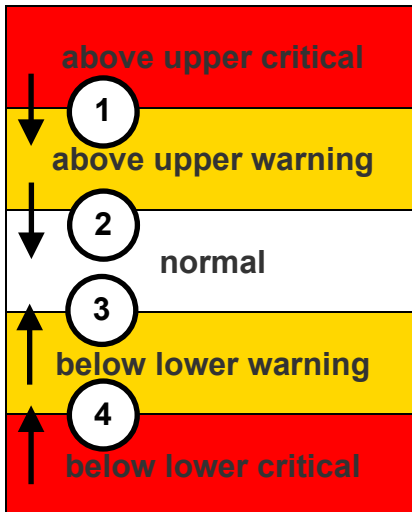 above upper critical
1
above upper warning
2
normal
3
below lower warning
4
below lower critical